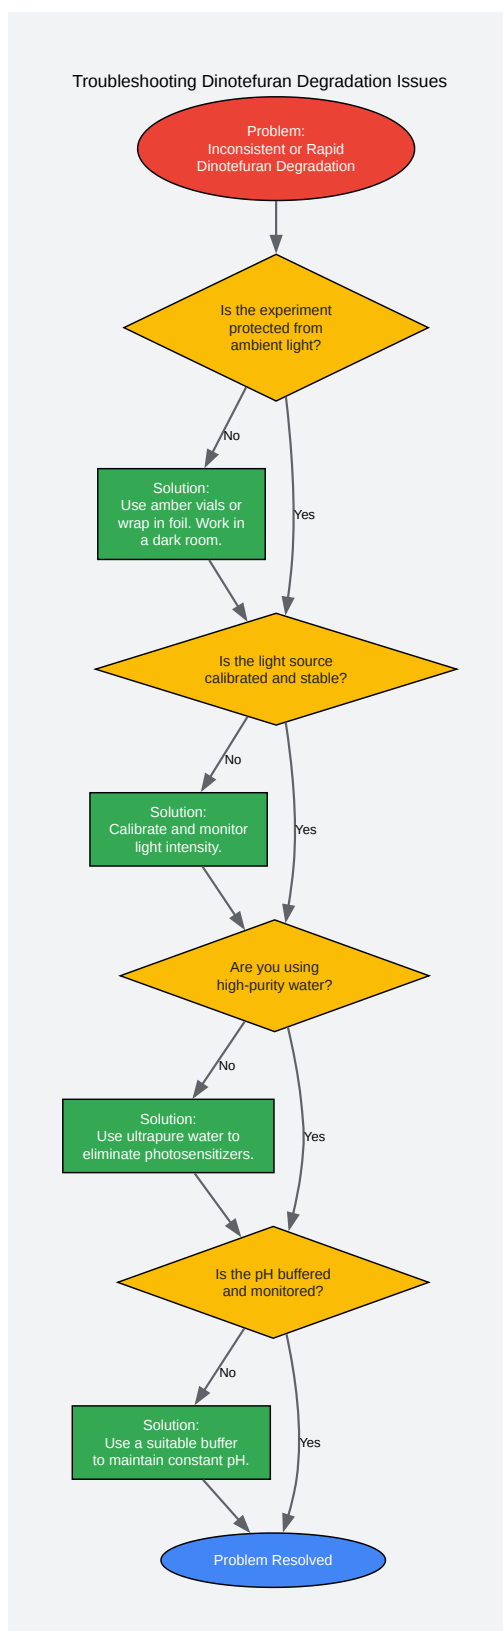 Troubleshooting Dinotefuran Degradation Issues
Problem:
Inconsistent or Rapid
Dinotefuran Degradation
Is the experiment
protected from
ambient light?
No
Solution:
Use amber vials or
wrap in foil. Work in
a dark room.
Yes
Is the light source
calibrated and stable?
No
Solution:
Calibrate and monitor
light intensity.
Yes
Are you using
high-purity water?
No
Solution:
Use ultrapure water to
eliminate photosensitizers.
Yes
Is the pH buffered
and monitored?
No
Solution:
Use a suitable buffer
to maintain constant pH.
Yes
Problem Resolved